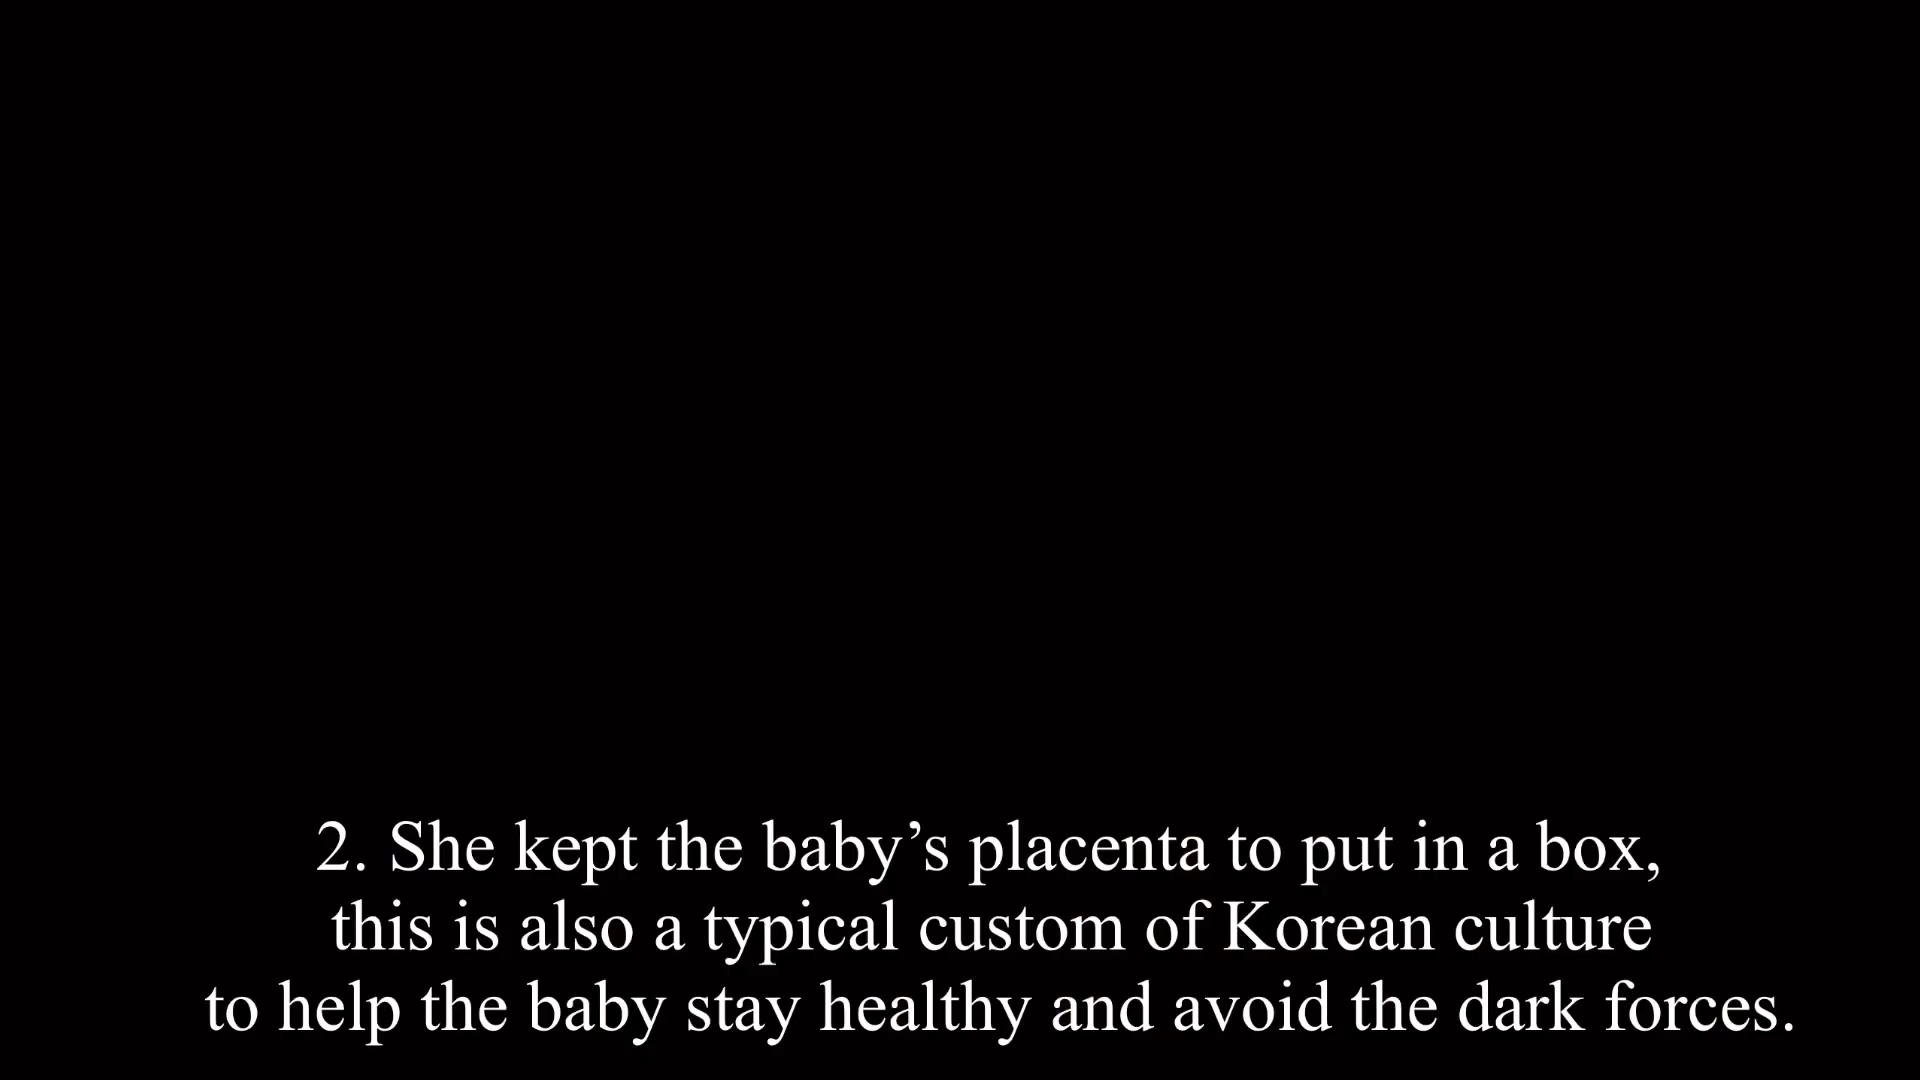 2. She kept the baby’s placenta to put in a box,
this is also a typical custom of Korean culture
to help the baby stay healthy and avoid the dark forces.